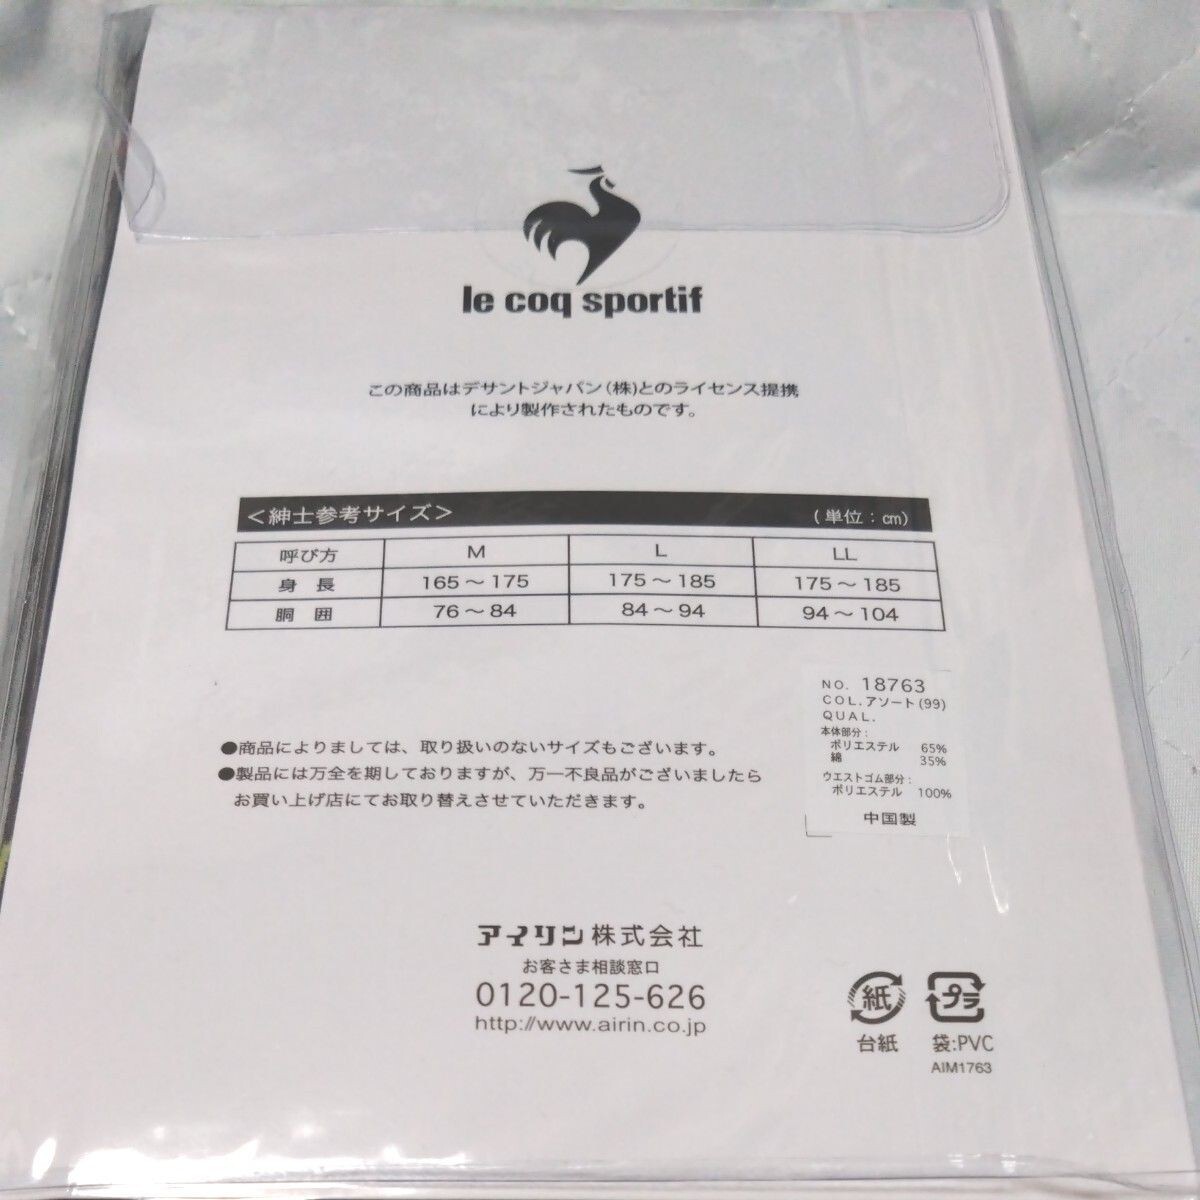 le coq sportif
この商品はデサントジャパン(株)とのライセンス提携
により製作されたものです。
＜紳士参考サイズ＞ (単位：cm)
呼び方 M L LL
身長 165～175 175～185 175～185
胴囲 76～84 84～94 94～104
●商品によりましては、取り扱いのないサイズもございます。
●製品には万全を期しておりますが、万一不良品がございましたら
お買い上げ店にてお取り替えさせていただきます。
NO. 18763
COL.アソート(99)
QUAL.
本体部分：
ポリエステル 65%
綿 35%
ウエストゴム部分：
ポリエステル 100%
中国製
アイリン株式会社
お客さま相談窓口
0120-125-626
http://www.airin.co.jp
紙 プラ
台紙 袋:PVC
AIM1763